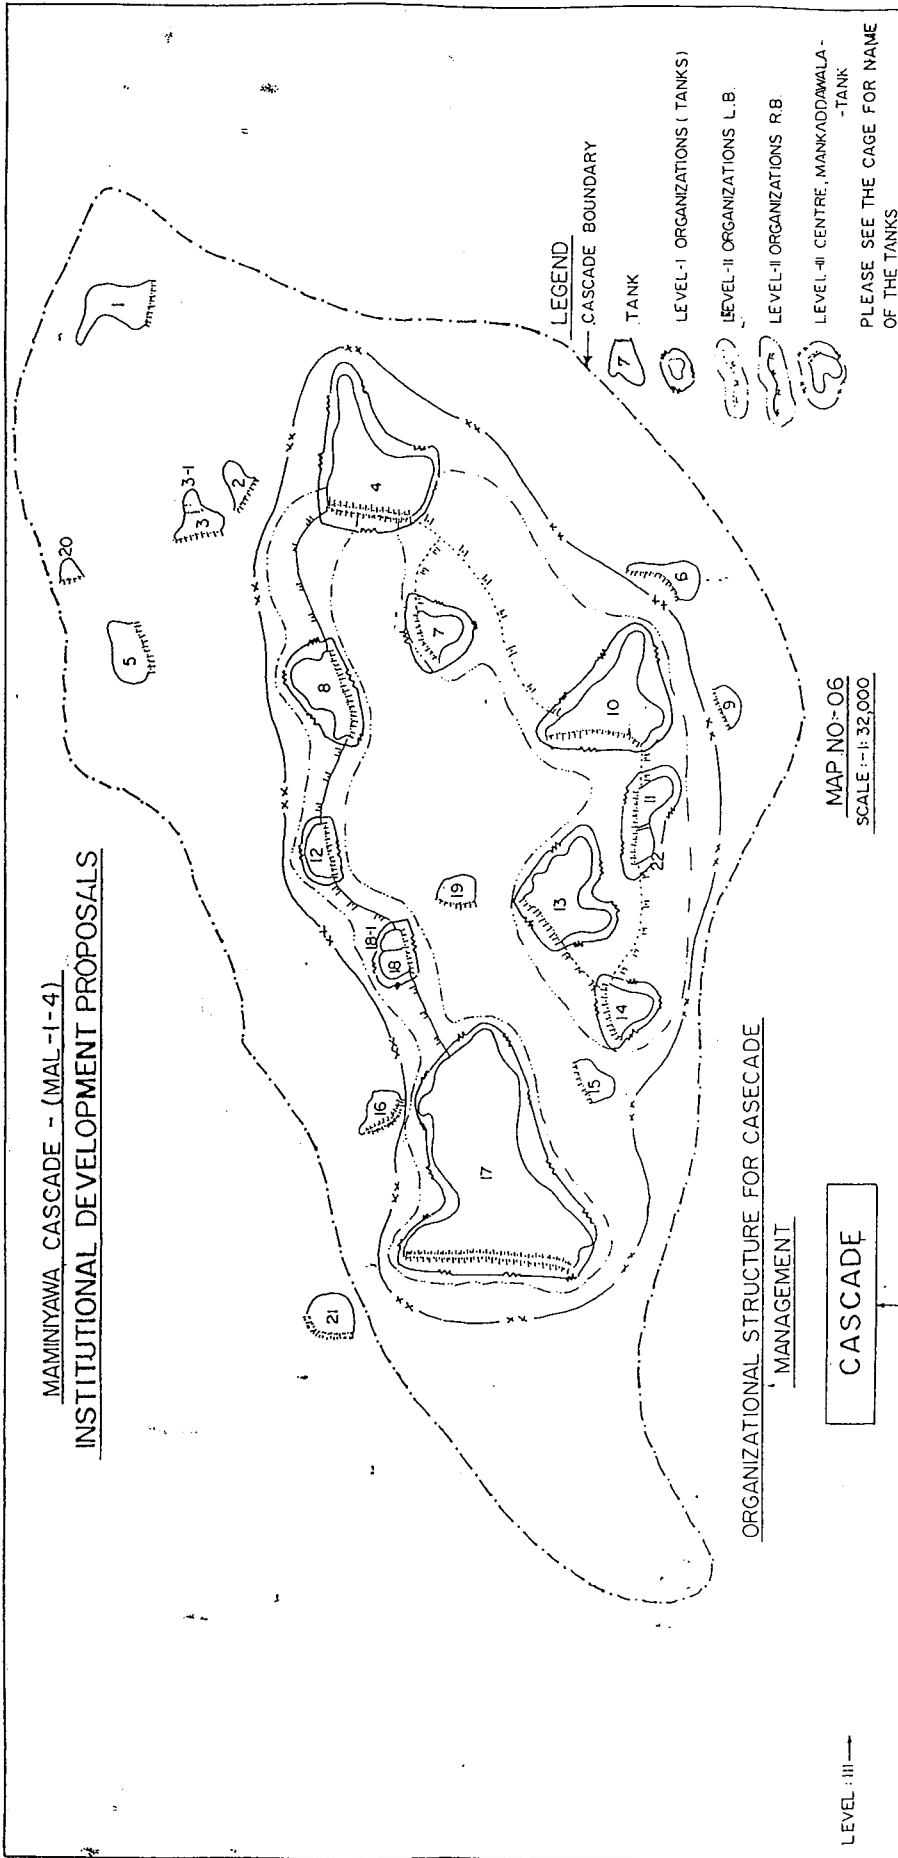 MAMINIYAWA CASCADE - (MAL-1-4)
INSTITUTIONAL DEVELOPMENT PROPOSALS
1
20
3-1
3
2
5
4
8
7
12
6
10
9
18-1
18
19
13
11
22
14
16
15
17
21
LEGEND
CASCADE BOUNDARY
7
TANK
LEVEL-I ORGANIZATIONS (TANKS)
LEVEL-II ORGANIZATIONS L.B.
LEVEL-II ORGANIZATIONS R.B.
LEVEL-III CENTRE, MANKADDAWALA-
-TANK
PLEASE SEE THE CAGE FOR NAME
OF THE TANKS
MAP NO:-06
SCALE :-1: 32,000
ORGANIZATIONAL STRUCTURE FOR CASECADE
MANAGEMENT
CASCADE
LEVEL : III